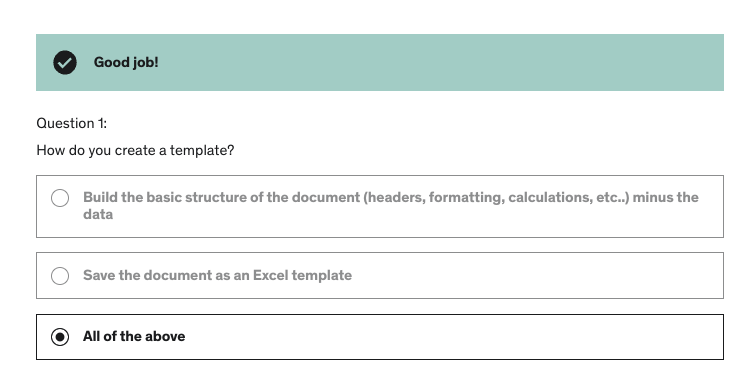 Good job!
Question 1:
How do you create a template?
Build the basic structure of the document (headers, formatting, calculations, etc..) minus the
data
Save the document as an Excel template
All of the above